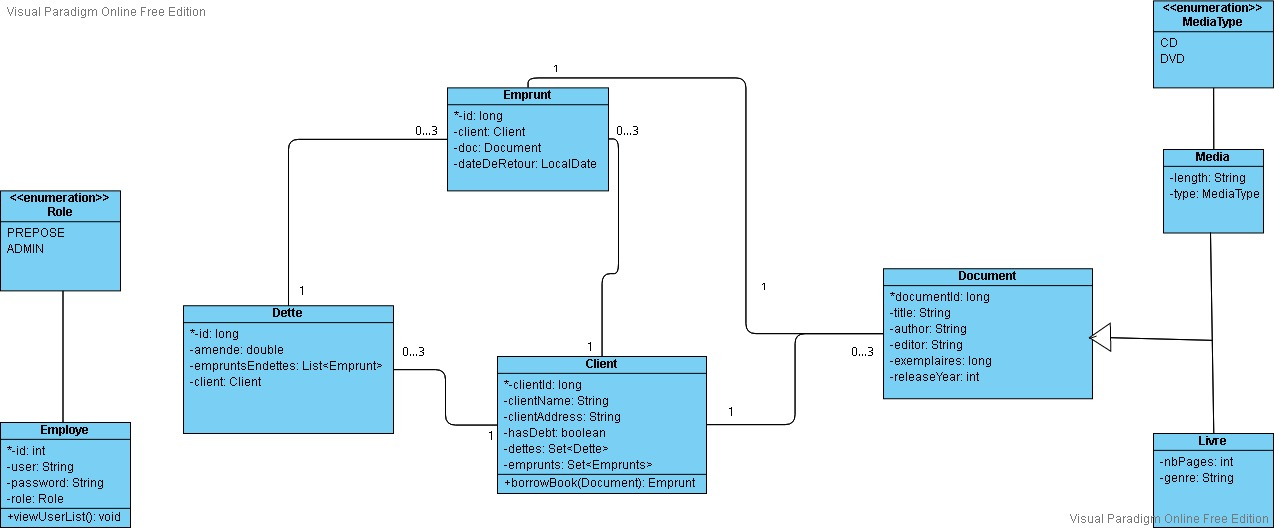 Visual Paradigm Online Free Edition
<<enumeration>>
MediaType
CD
DVD
1
Emprunt
*-id: long
-client: Client
-doc: Document
-dateDeRetour: LocalDate
0...3
0...3
Media
-length: String
-type: MediaType
<<enumeration>>
Role
PREPOSE
ADMIN
1
Dette
*-id: long
-amende: double
-empruntsEndettes: List<Emprunt>
-client: Client
1
Document
*documentId: long
-title: String
-author: String
-editor: String
-exemplaires: long
-releaseYear: int
0...3
0...3
1
Client
*-clientId: long
-clientName: String
-clientAddress: String
-hasDebt: boolean
-dettes: Set<Dette>
-emprunts: Set<Emprunts>
+borrowBook(Document): Emprunt
1
1
Employe
*-id: int
-user: String
-password: String
-role: Role
+viewUserList(): void
Livre
-nbPages: int
-genre: String
Visual Paradigm Online Free Edition